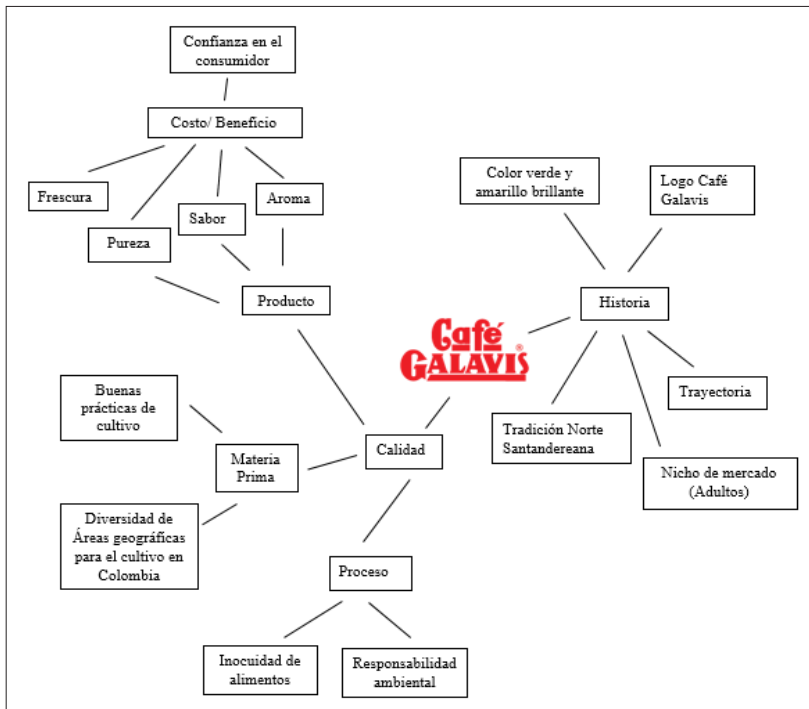 Confíanza en el
consumidor
Costo/ Beneficio
Frescura
Pureza
Sabor
Aroma
Producto
Color verde y
amarillo brillante
Logo Café
Galavis
Historia
Café
GALAVIS®
Trayectoria
Tradición Norte
Santandereana
Nicho de mercado
(Adultos)
Buenas
prácticas de
cultivo
Calidad
Materia
Prima
Diversidad de
Áreas geográficas
para el cultivo en
Colombia
Proceso
Inocuidad de
alimentos
Responsabilidad
ambiental